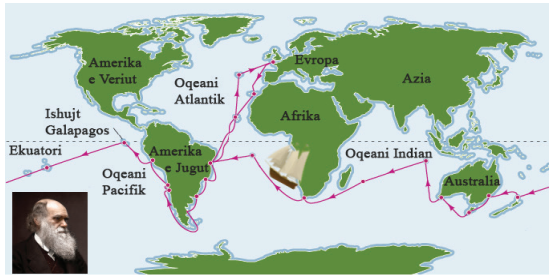 Amerika
e Veriut
Oqeani
Atlantik
Evropa
Azia
Ishujt
Galapagos
Afrika
Ekuatori
Amerika
e Jugut
Oqeani Indian
Oqeani
Pacifik
Australia